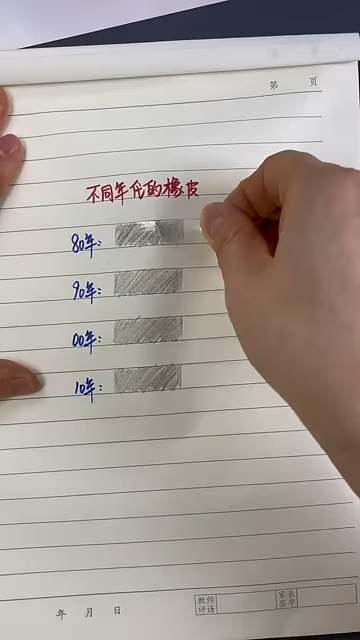 第 页
不同年代的橡皮
80年:
90年:
00年:
10年:
年 月 日
教师评语
家长签字